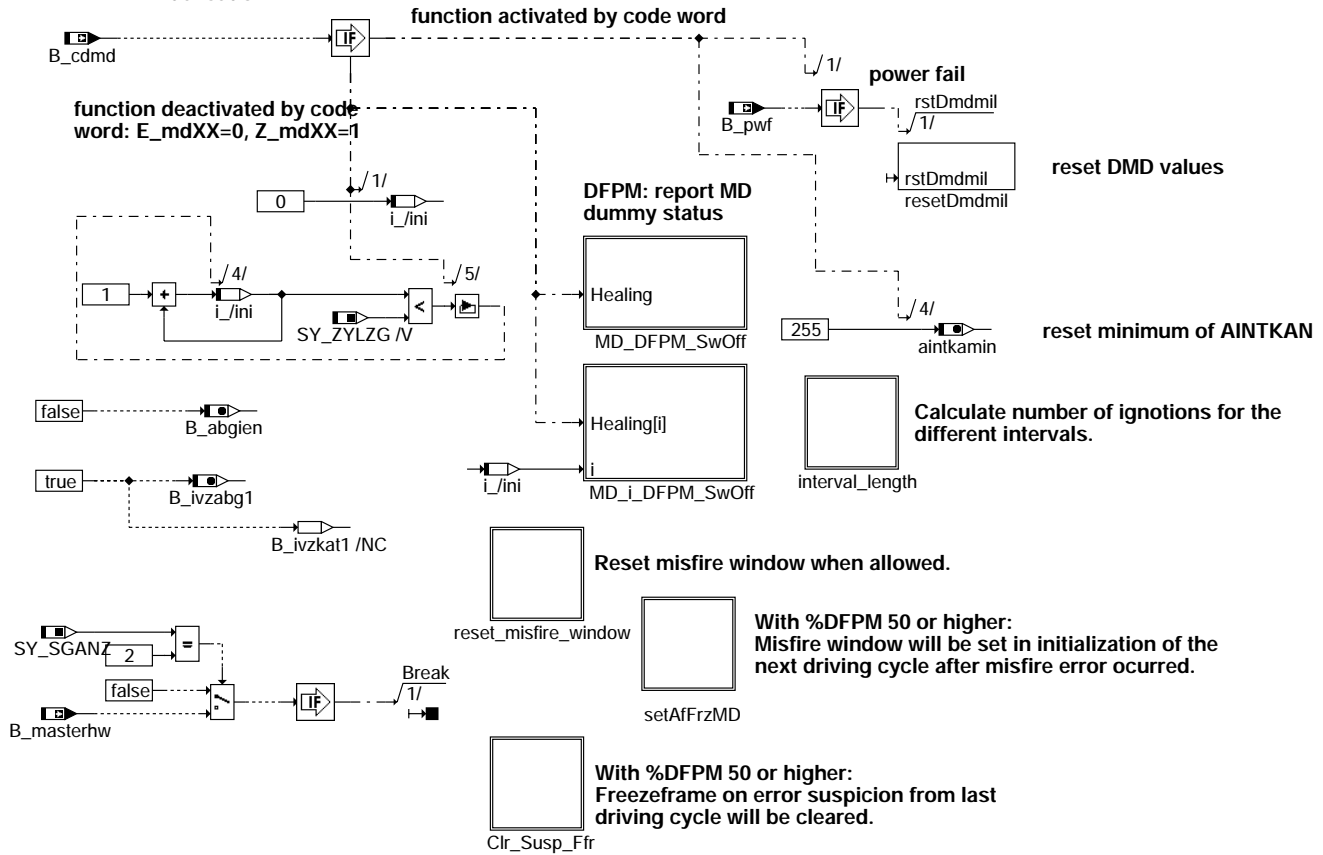 function activated by code word
B_cdmd
IF
1/
power fail
function deactivated by code
word: E_mdXX=0, Z_mdXX=1
B_pwf
IF
rstDmdmil
1/
rstDmdmil
resetDmdmil
reset DMD values
1/
0
i_/ini
DFPM: report MD
dummy status
4/
5/
1
+
i_/ini
<
SY_ZYLZG /V
Healing
MD_DFPM_SwOff
4/
255
aintkamin
reset minimum of AINTKAN
false
B_abgien
Healing[i]
i_/ini
i
MD_i_DFPM_SwOff
Calculate number of ignotions for the
different intervals.
interval_length
true
B_ivzabg1
B_ivzkat1 /NC
Reset misfire window when allowed.
reset_misfire_window
SY_SGANZ
2
=
false
B_masterhw
IF
Break
1/
With %DFPM 50 or higher:
Misfire window will be set in initialization of the
next driving cycle after misfire error ocurred.
setAfFrzMD
With %DFPM 50 or higher:
Freezeframe on error suspicion from last
driving cycle will be cleared.
Clr_Susp_Ffr